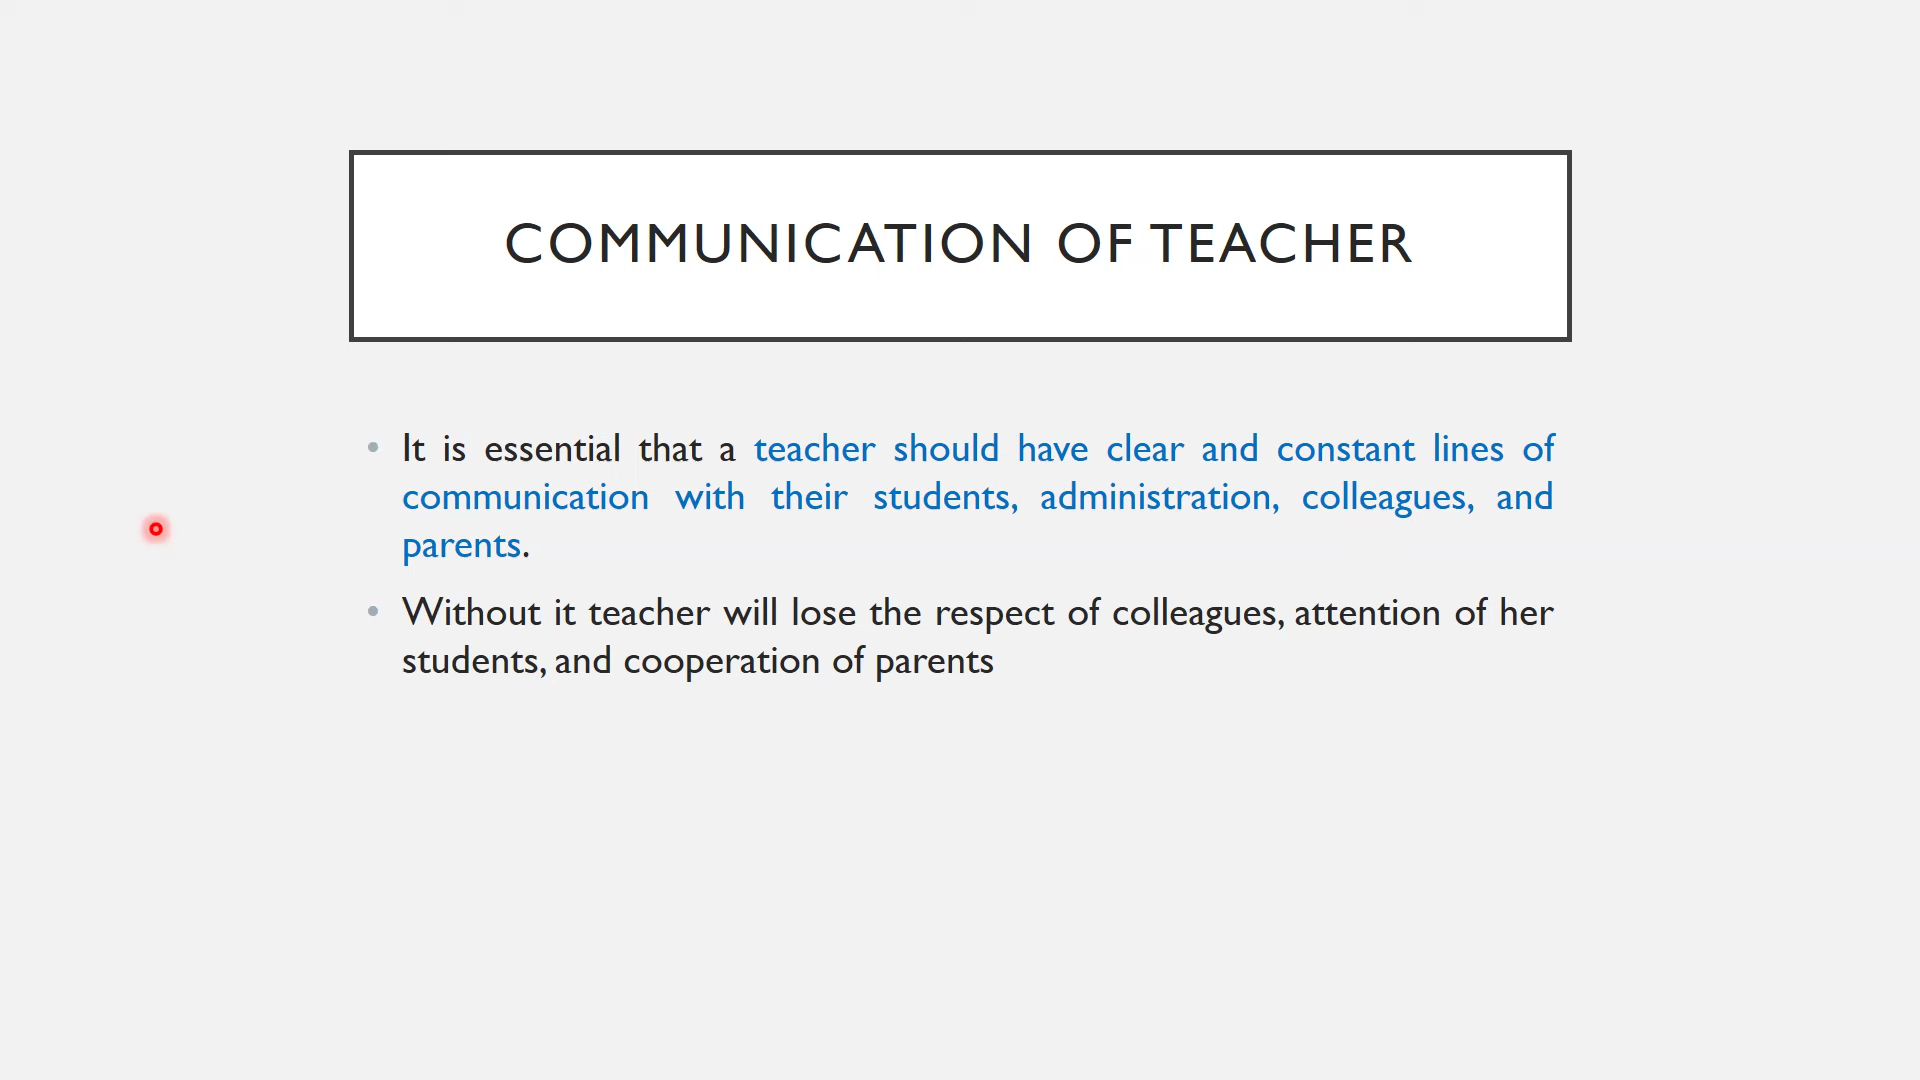 COMMUNICATION OF TEACHER
• It is essential that a teacher should have clear and constant lines of
communication with their students, administration, colleagues, and
parents.
• Without it teacher will lose the respect of colleagues, attention of her
students, and cooperation of parents